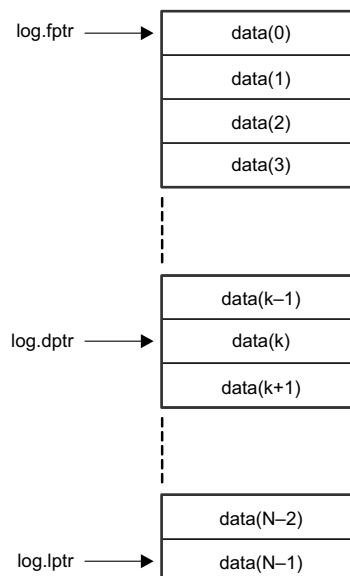 log.fptr data(0)
data(1)
data(2)
data(3)
data(k–1)
log.dptr data(k)
data(k+1)
data(N–2)
log.lptr data(N–1)